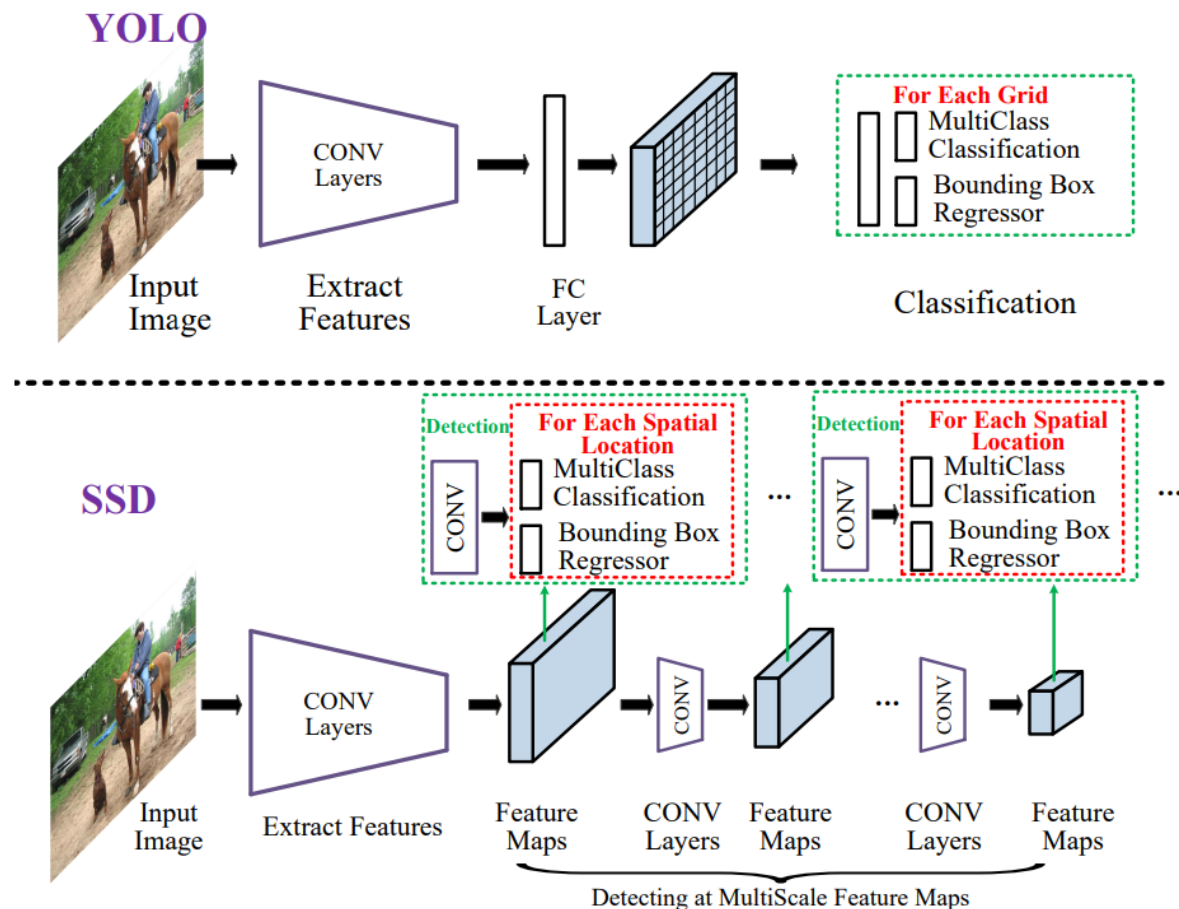 YOLO
CONV
Layers
For Each Grid
MultiClass
Classification
Bounding Box
Regressor
Input
Image
Extract
Features
FC
Layer
Classification
SSD
Detection
For Each Spatial
Location
MultiClass
Classification
Bounding Box
Regressor
CONV
...
Detection
For Each Spatial
Location
MultiClass
Classification
Bounding Box
Regressor
CONV
...
CONV
Layers
CONV
...
CONV
Input
Image
Extract Features
Feature
Maps
CONV
Layers
Feature
Maps
CONV
Layers
Feature
Maps
Detecting at MultiScale Feature Maps